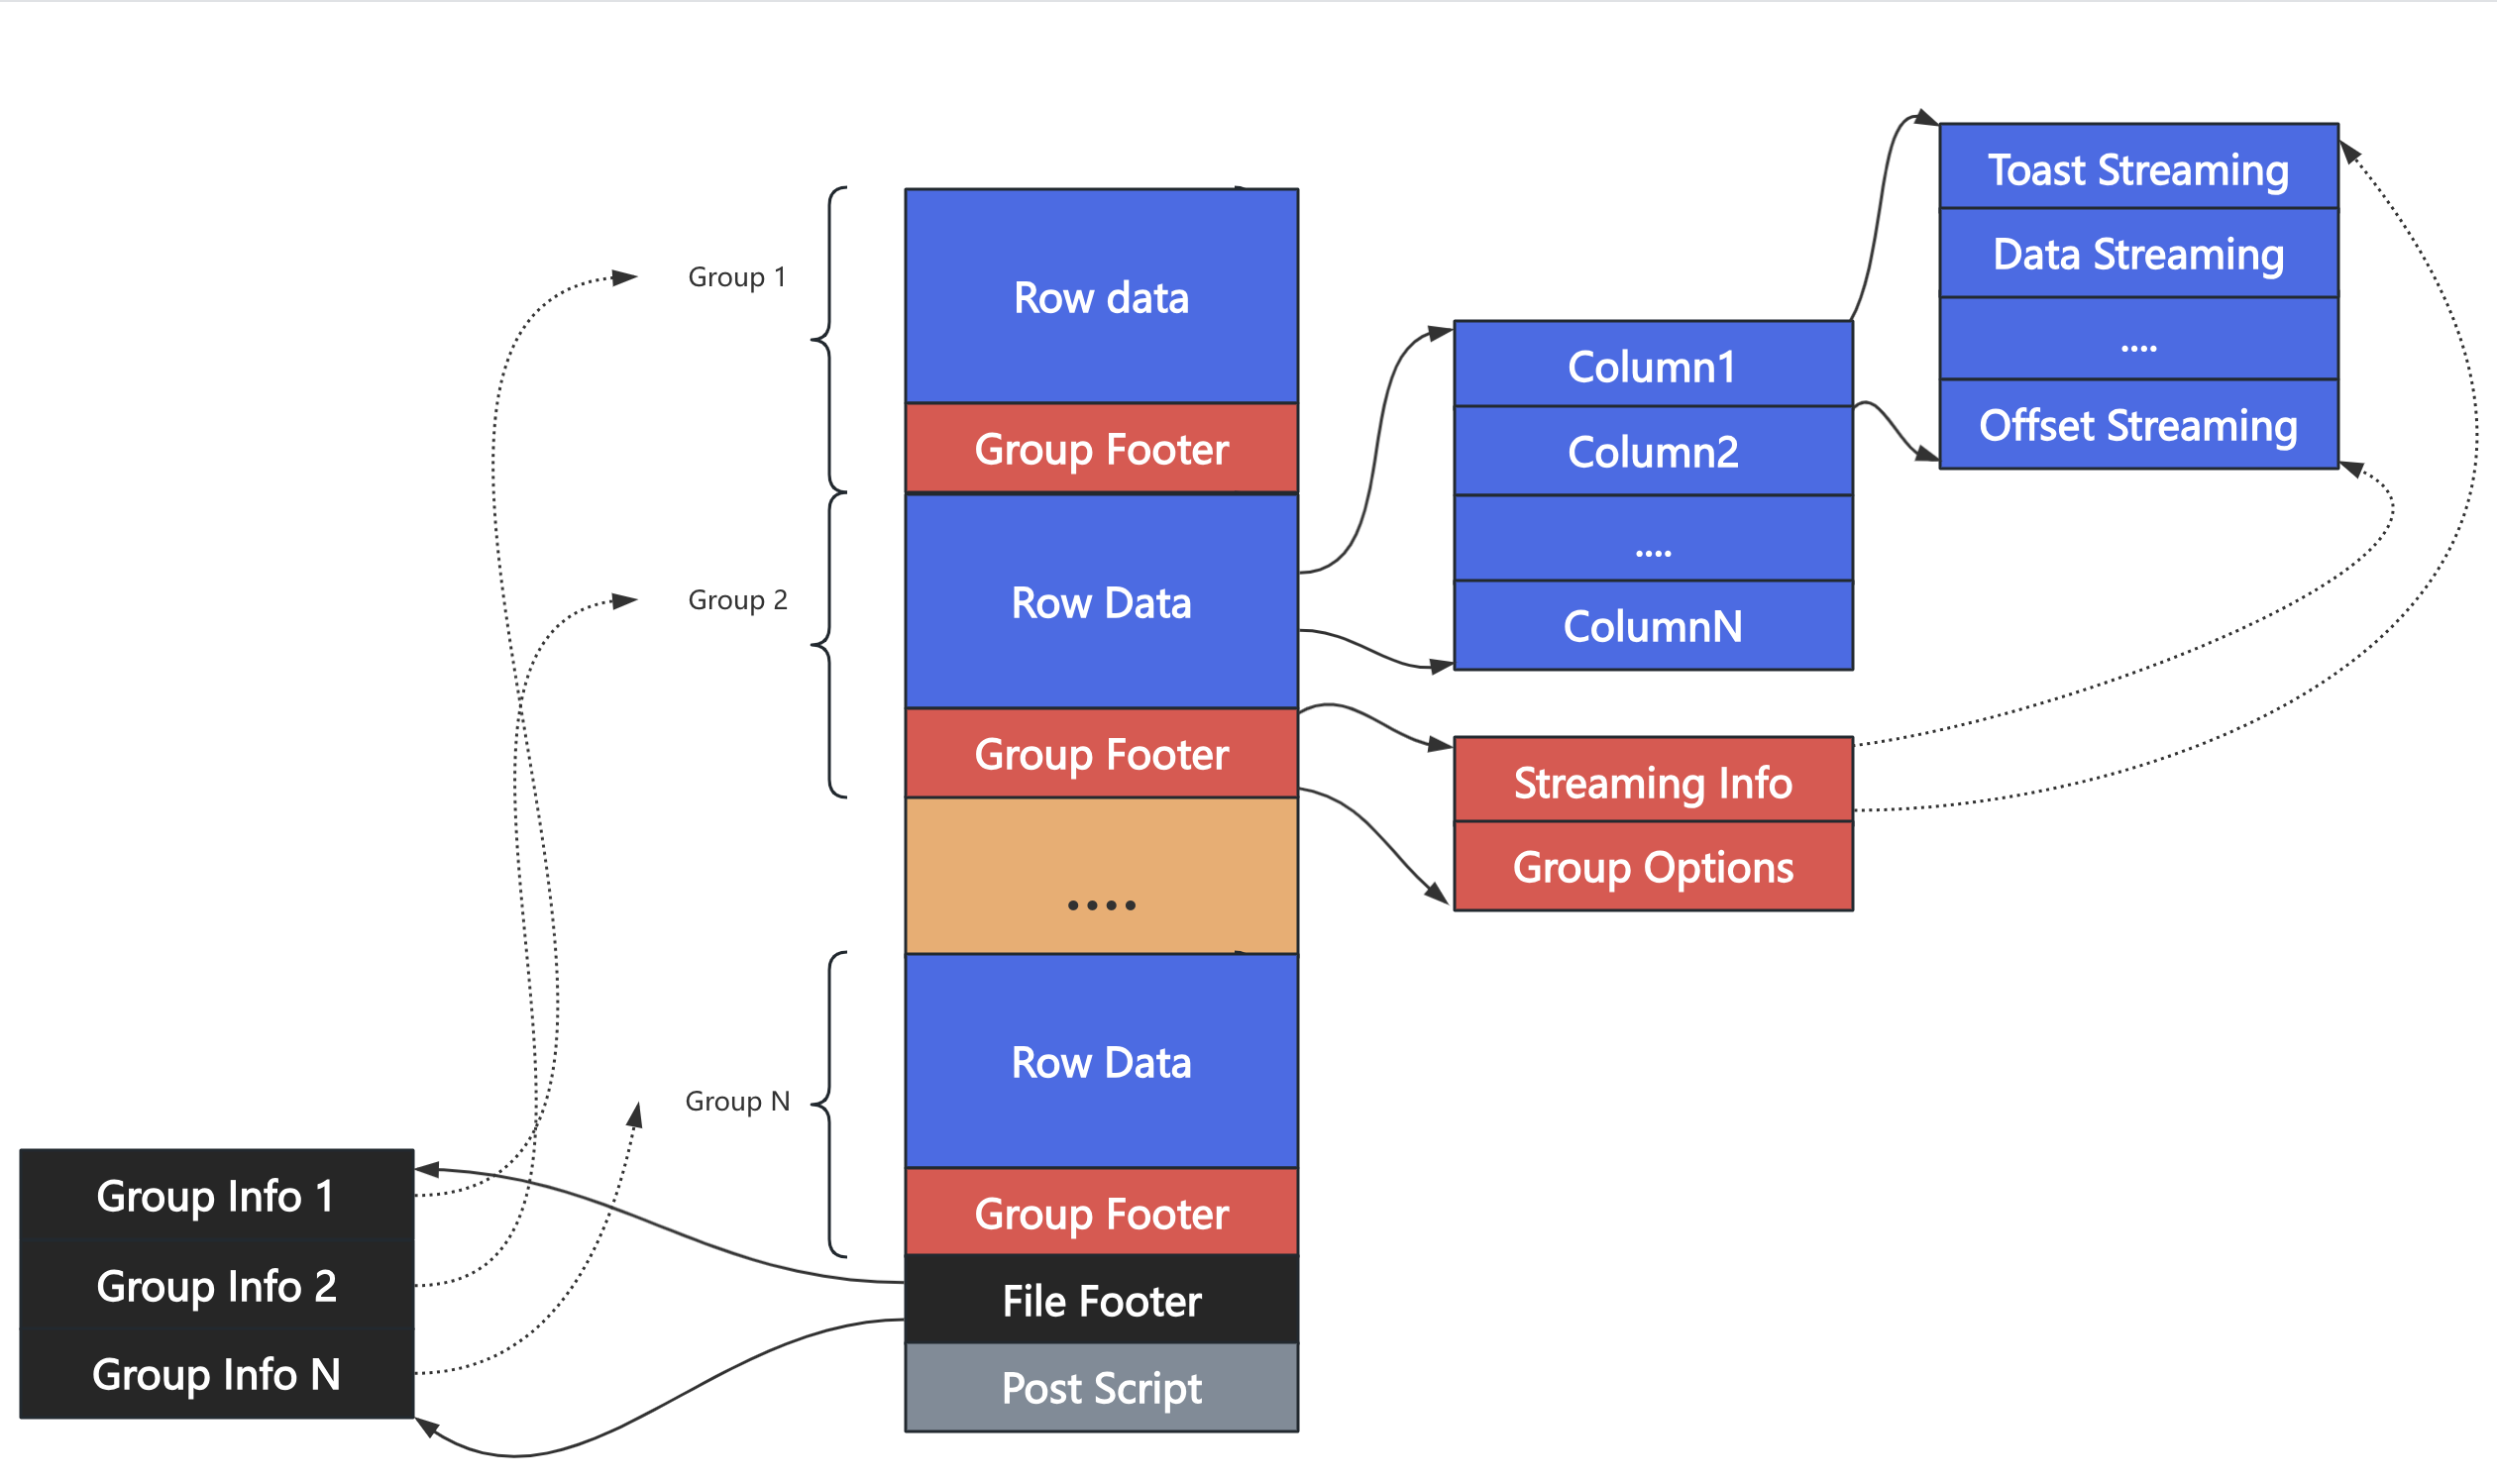 Group 1
Row data
Group Footer
Group 2
Row Data
Group Footer
....
Group N
Row Data
Group Footer
File Footer
Post Script
Column1
Column2
....
ColumnN
Toast Streaming
Data Streaming
....
Offset Streaming
Streaming Info
Group Options
Group Info 1
Group Info 2
Group Info N